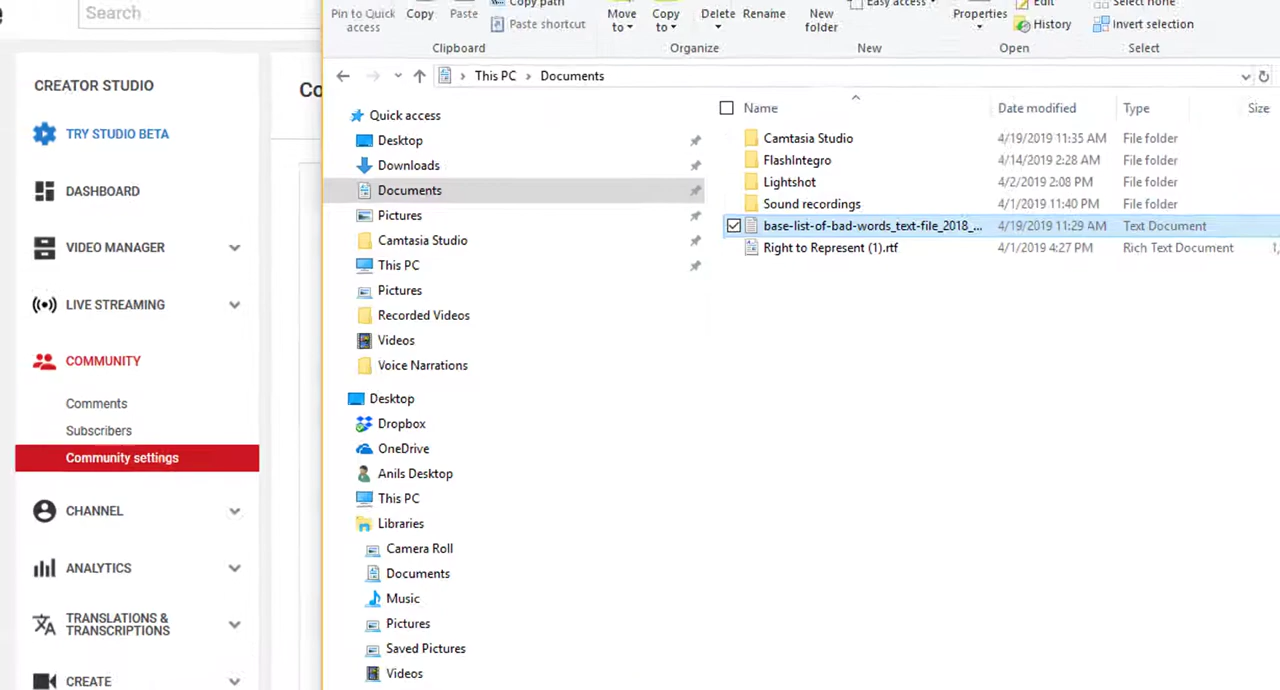 Search
CREATOR STUDIO
TRY STUDIO BETA
DASHBOARD
VIDEO MANAGER
LIVE STREAMING
COMMUNITY
Comments
Subscribers
Community settings
CHANNEL
ANALYTICS
TRANSLATIONS &
TRANSCRIPTIONS
CREATE
Co
Pin to Quick
access
Copy
Paste
Copy path
Paste shortcut
Clipboard
Move
to
Copy
to
Delete
Rename
Organize
New
folder
Easy access
New
Properties
Edit
History
Open
Select none
Invert selection
Select
This PC › Documents
Quick access
Desktop
Downloads
Documents
Pictures
Camtasia Studio
This PC
Pictures
Recorded Videos
Videos
Voice Narrations
Desktop
Dropbox
OneDrive
Anils Desktop
This PC
Libraries
Camera Roll
Documents
Music
Pictures
Saved Pictures
Videos
Name Date modified Type Size
Camtasia Studio 4/19/2019 11:35 AM File folder
FlashIntegro 4/14/2019 2:28 AM File folder
Lightshot 4/2/2019 2:08 PM File folder
Sound recordings 4/1/2019 11:40 PM File folder
base-list-of-bad-words_text-file_2018_... 4/19/2019 11:29 AM Text Document
Right to Represent (1).rtf 4/1/2019 4:27 PM Rich Text Document 1,